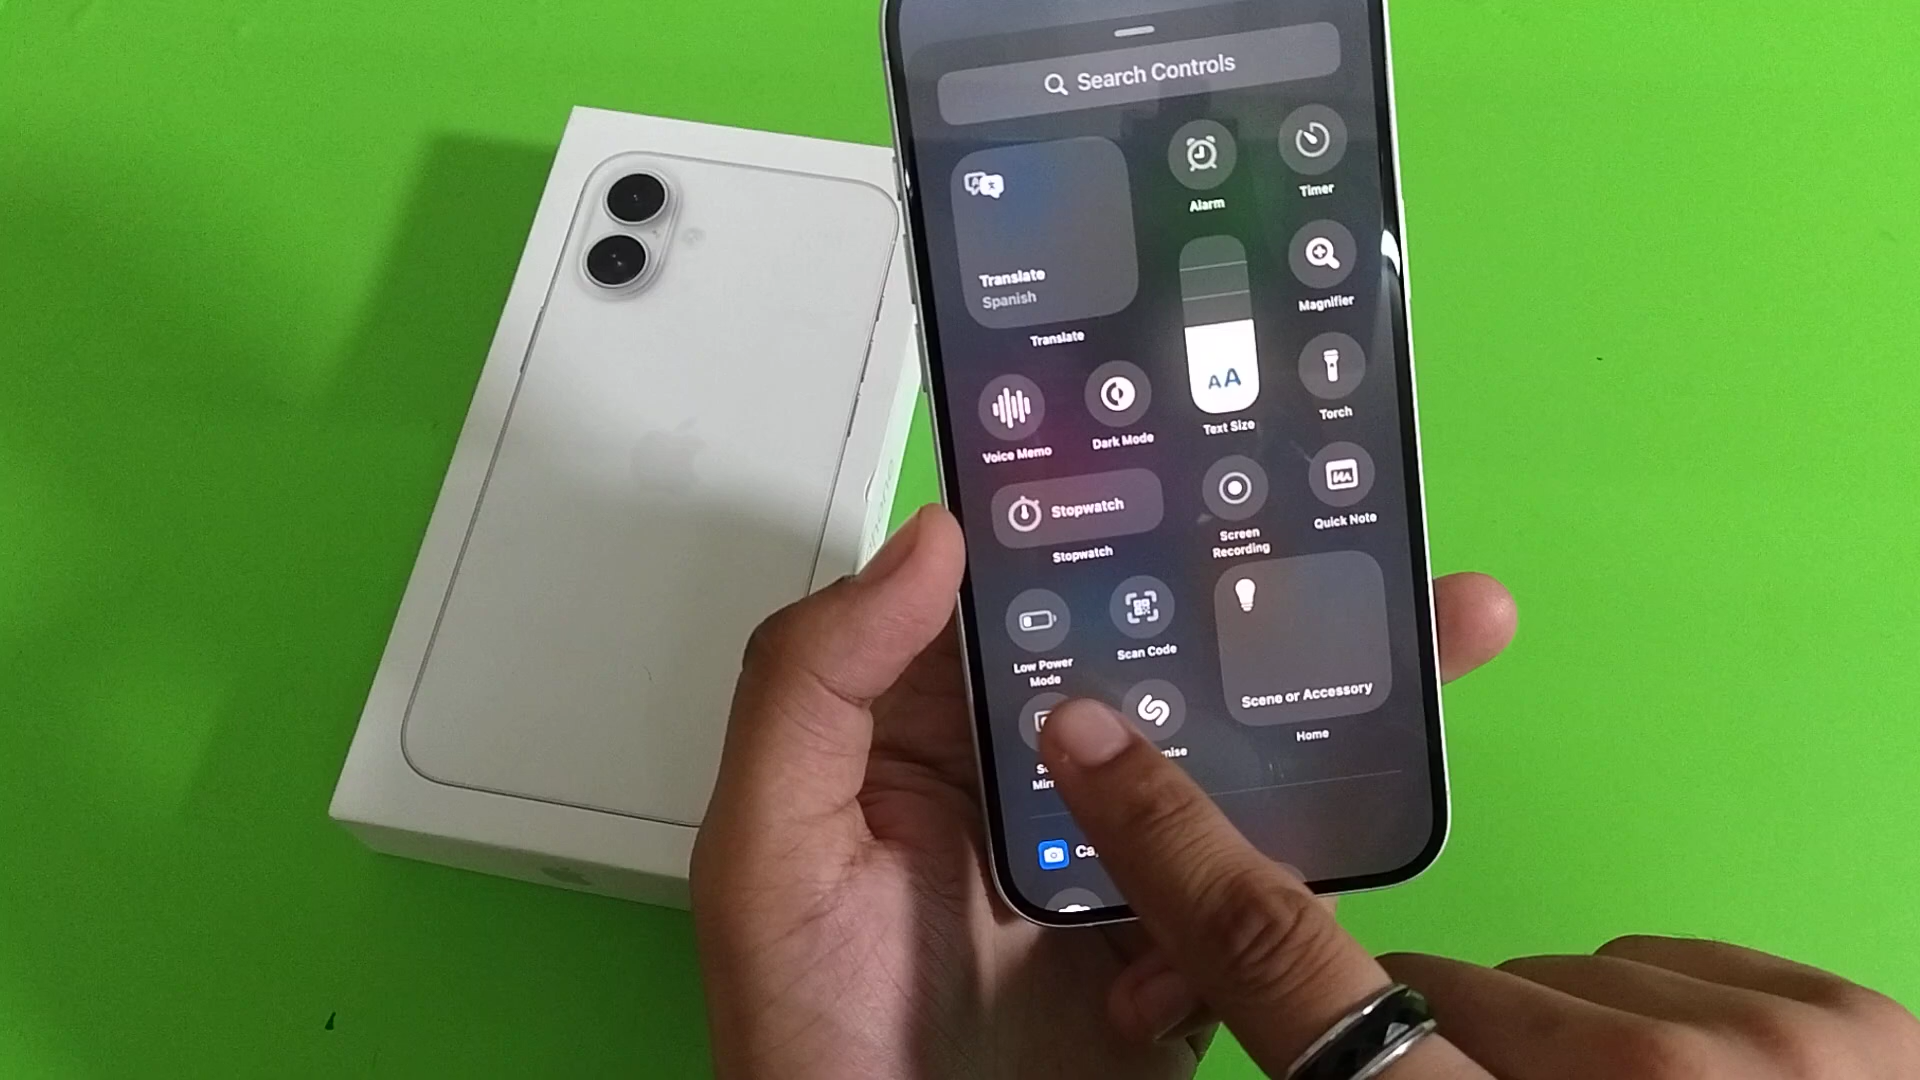 Search Controls
Alarm
Timer
Translate
Spanish
Translate
Magnifier
AA
Text Size
Torch
Voice Memo
Dark Mode
Stopwatch
Stopwatch
Screen
Recording
Quick Note
Low Power
Mode
Scan Code
Scene or Accessory
Home